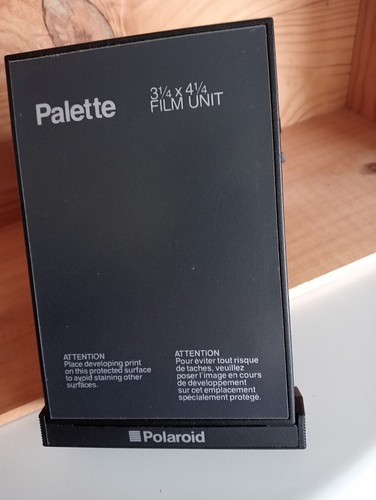 Palette
3¼ x 4¼
FILM UNIT
ATTENTION
Place developing print
on this protected surface
to avoid staining other
surfaces.
ATTENTION
Pour éviter tout risque
de taches, veuillez
poser l'image en cours
de développement
sur cet emplacement
spécialement protégé.
Polaroid